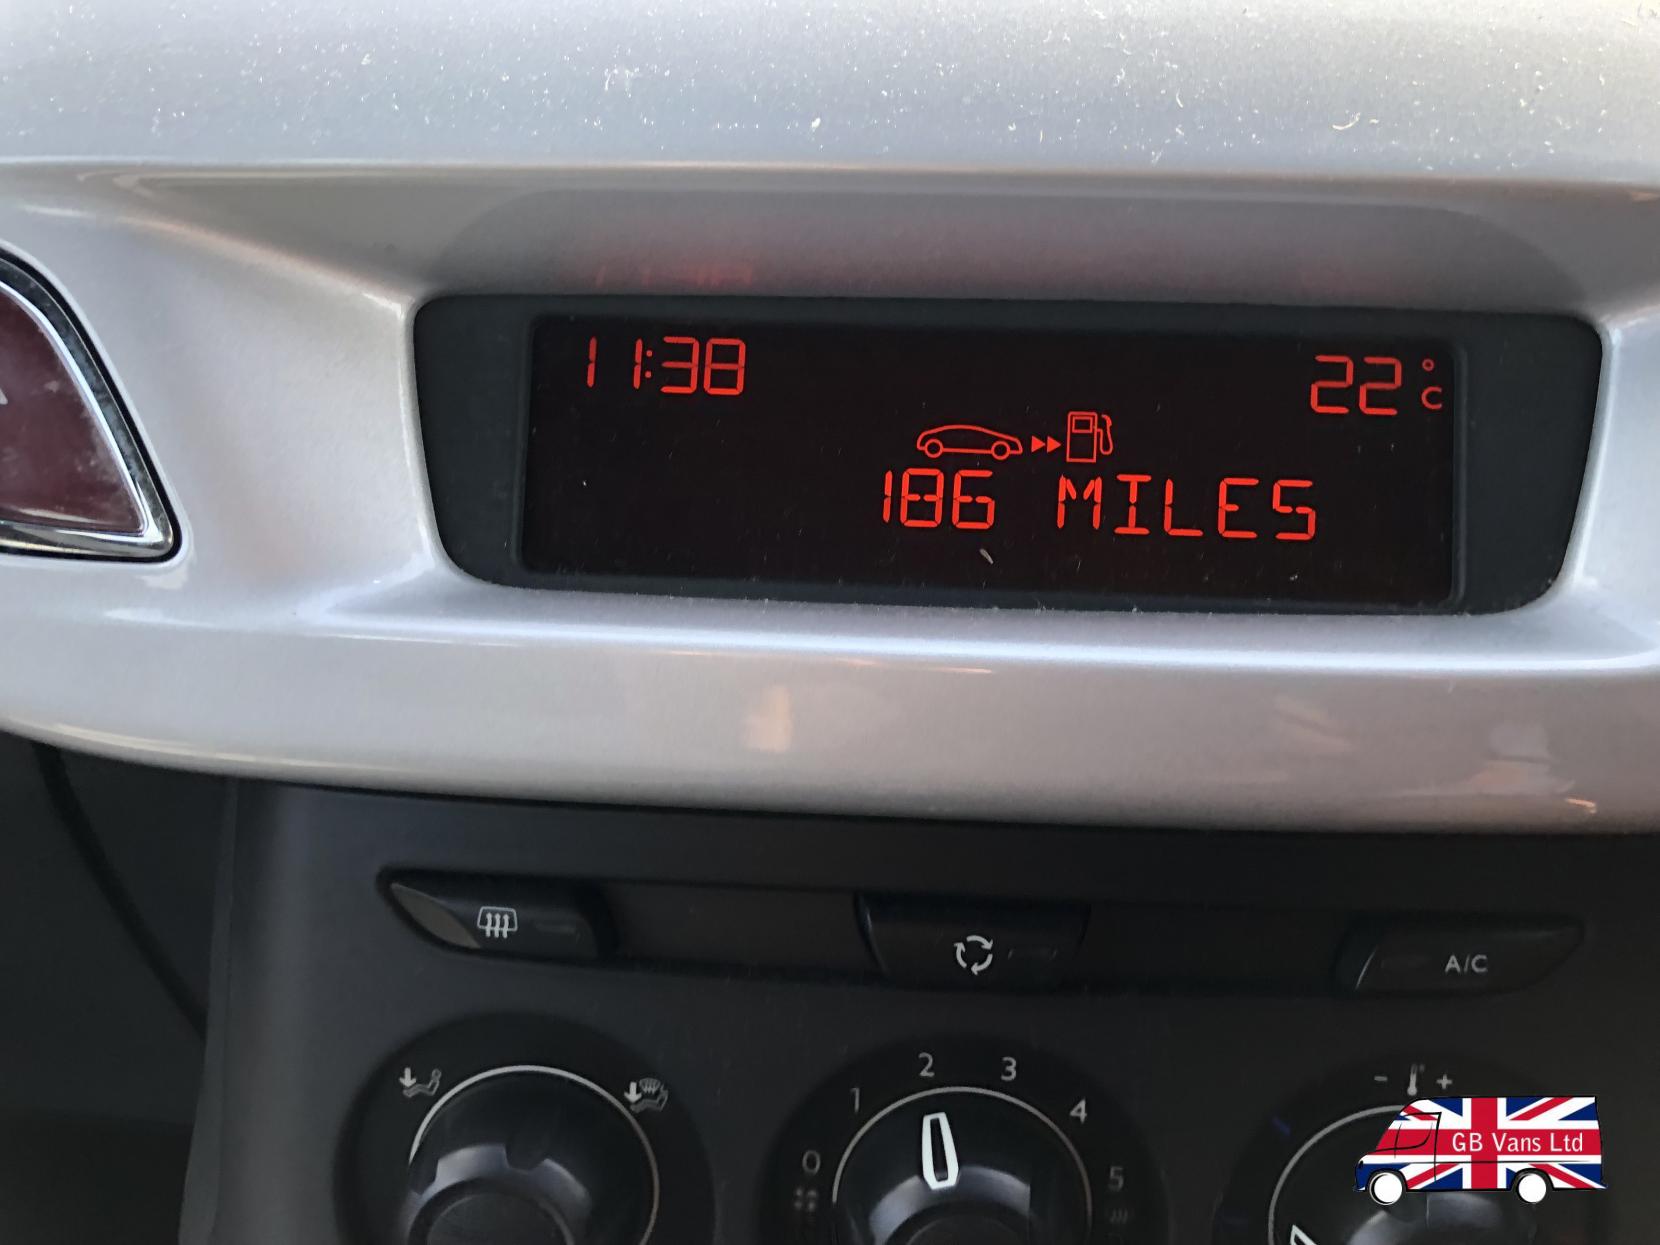 11:38
22°C
186 MILES
A/C
0 1 2 3 4 5
- +
GB Vans Ltd